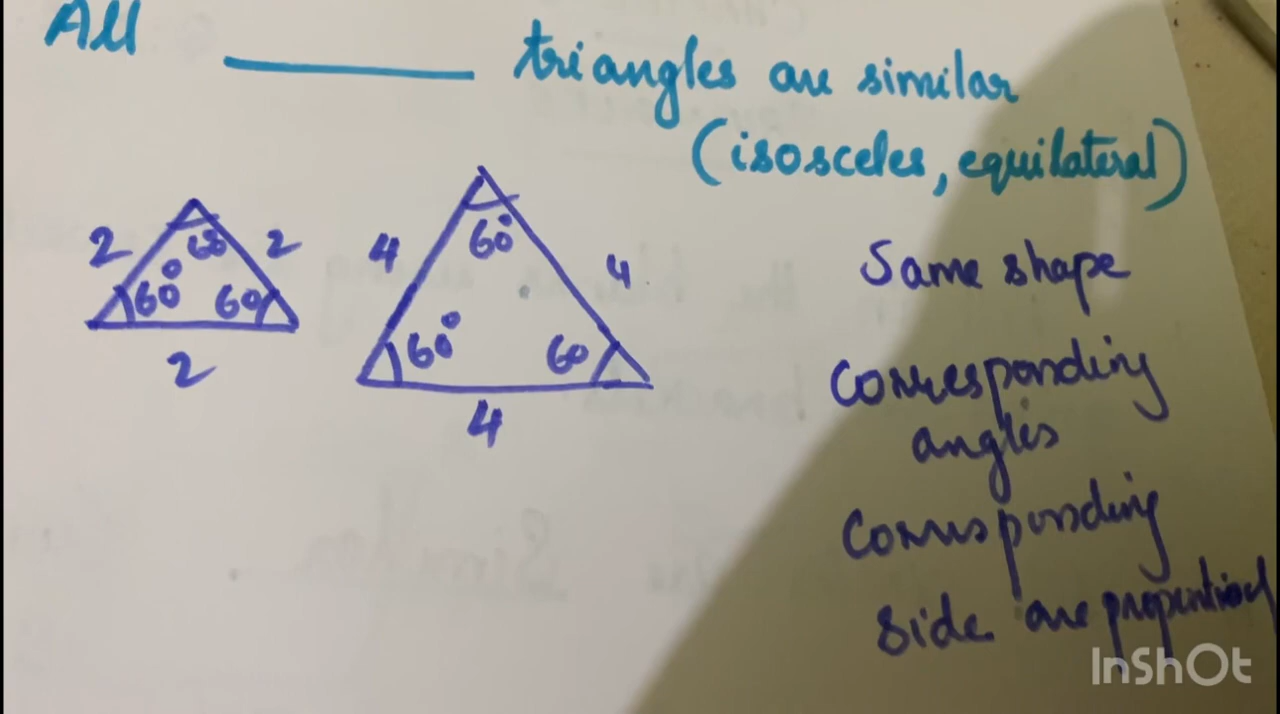 All ________ triangles are similar
(isosceles, equilateral)
2 60° 60 60 2
2
4 60° 60° 60 4
4
Same shape
Corresponding
angles
Corresponding
side are propentional
InShOt